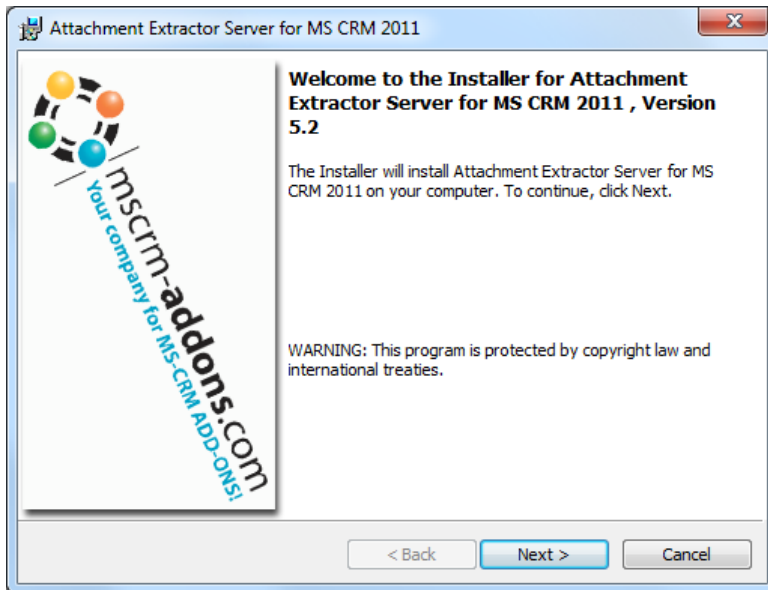 Attachment Extractor Server for MS CRM 2011
Welcome to the Installer for Attachment
Extractor Server for MS CRM 2011 , Version
5.2
The Installer will install Attachment Extractor Server for MS
CRM 2011 on your computer. To continue, click Next.
WARNING: This program is protected by copyright law and
international treaties.
mscrm-addons.com
Your company for MS-CRM ADD-ONS!
< Back
Next >
Cancel